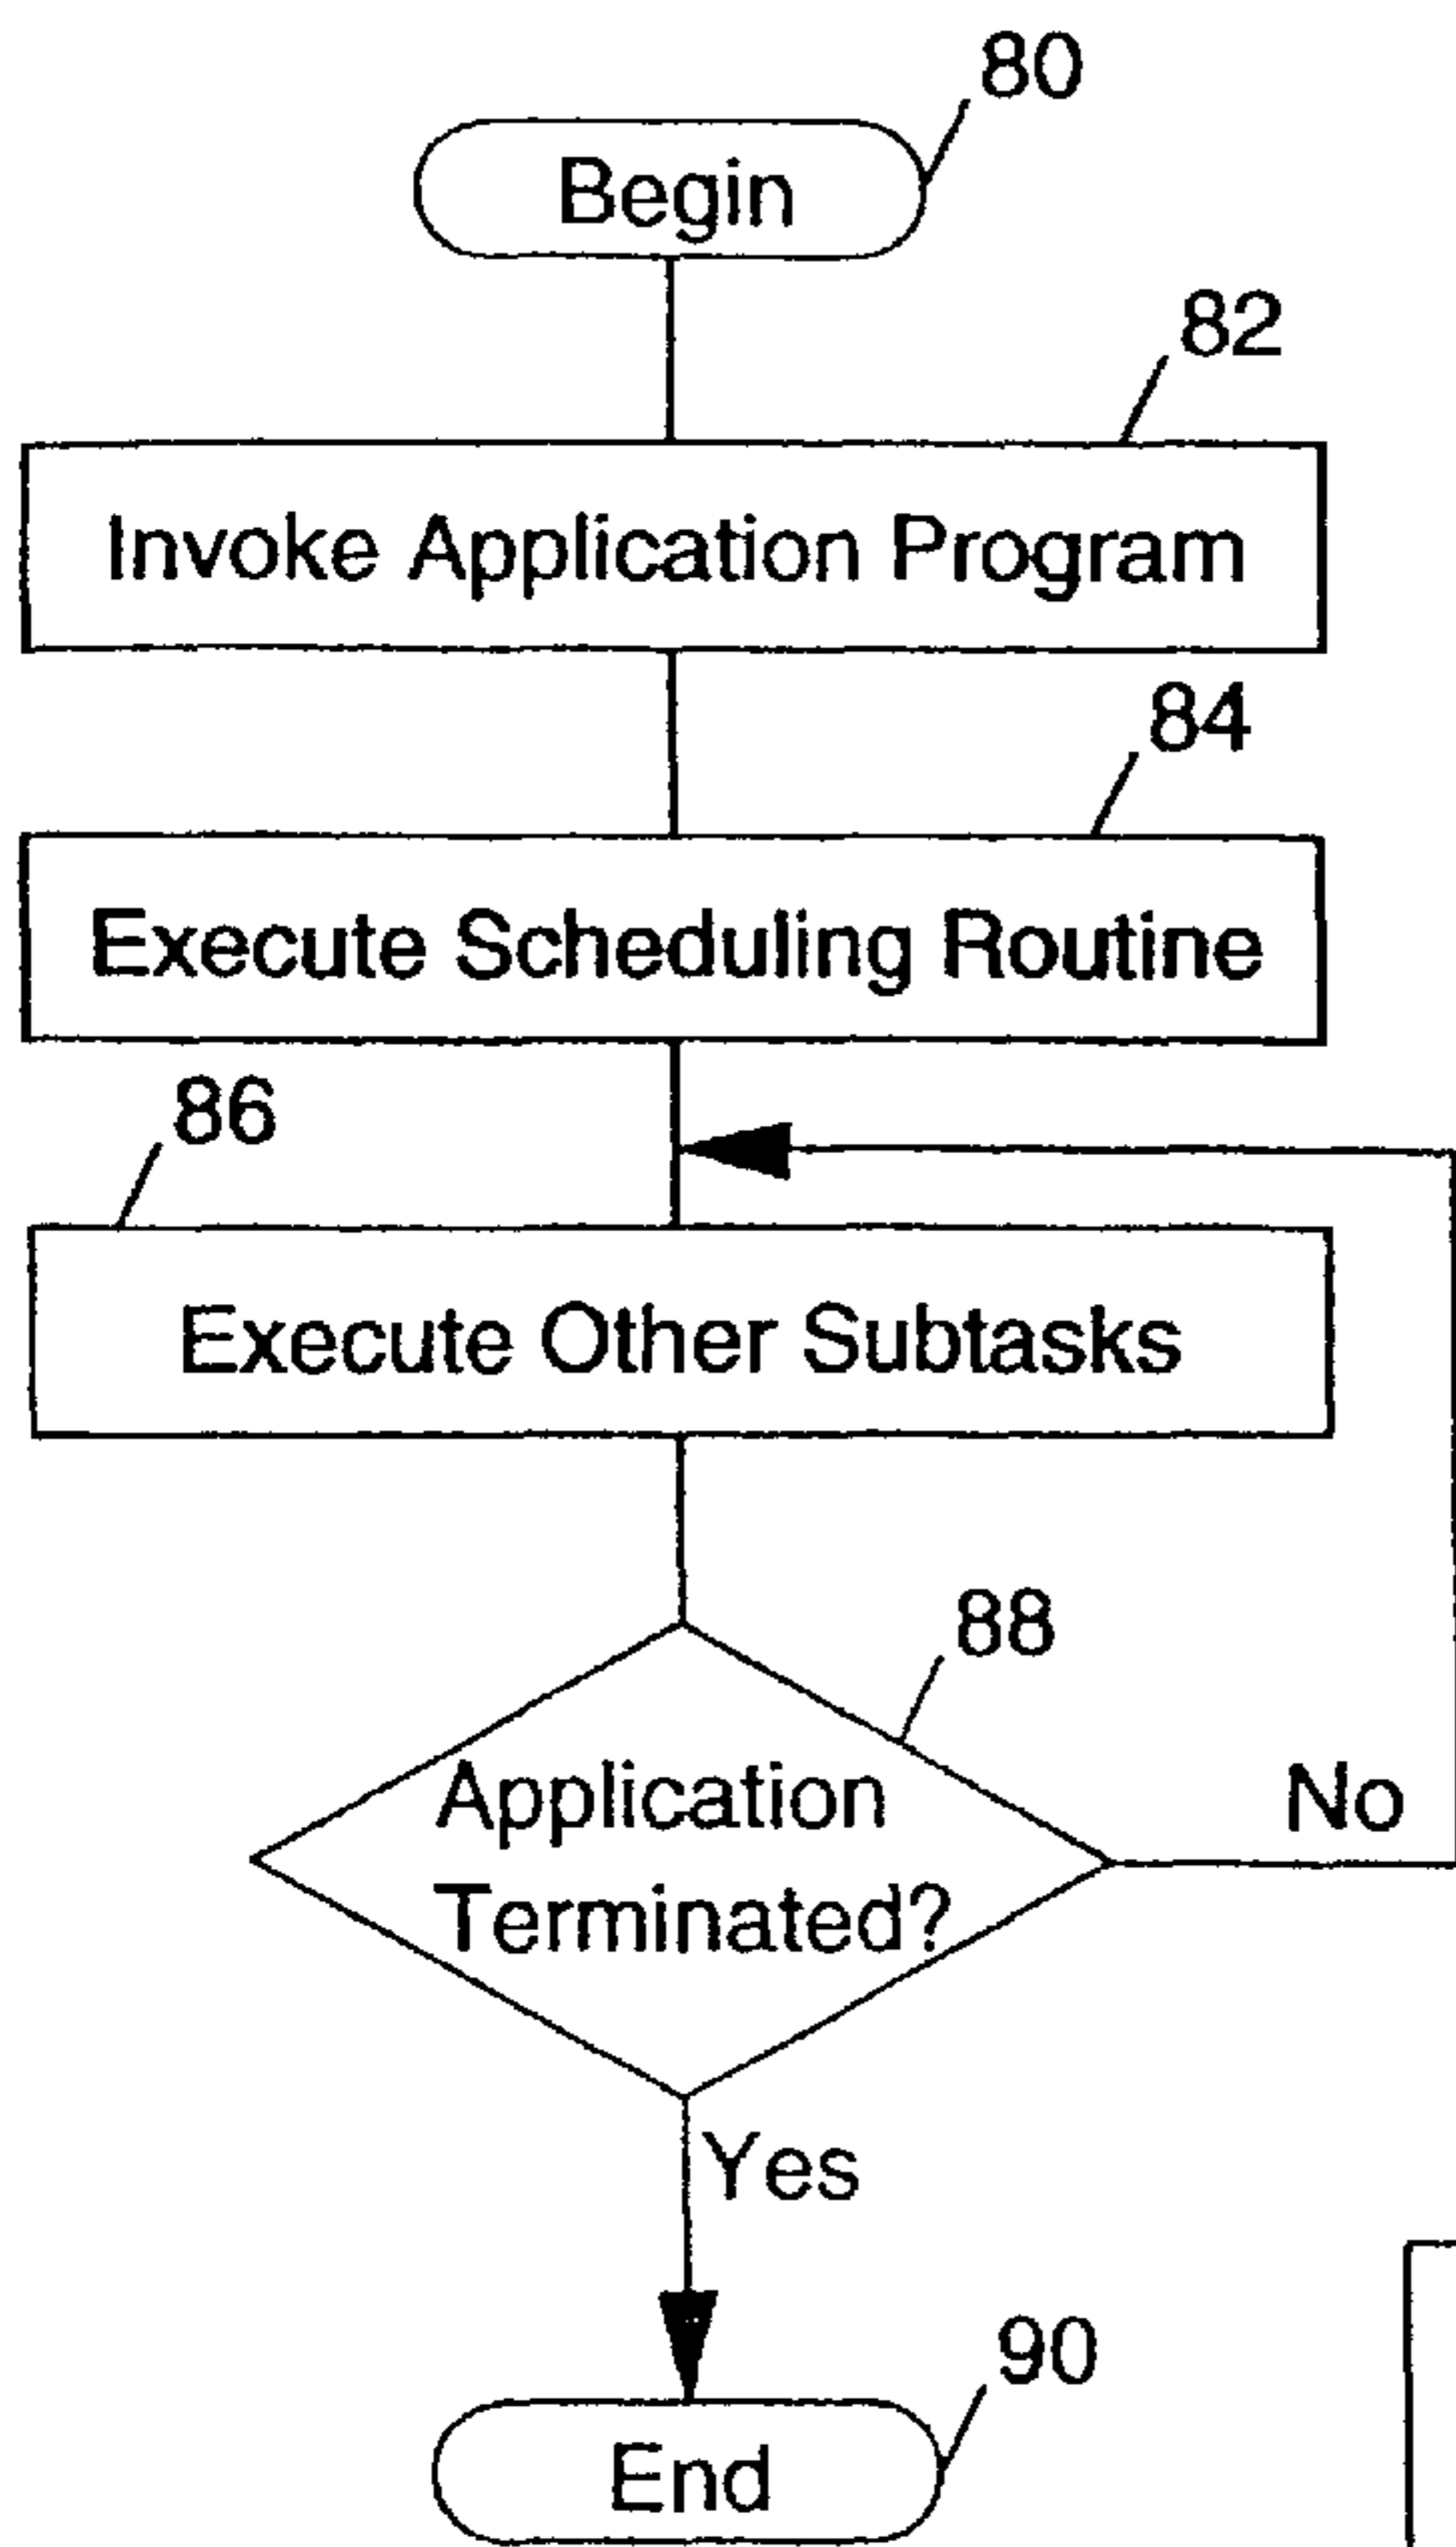 80
Begin
82
Invoke Application Program
84
Execute Scheduling Routine
86
Execute Other Subtasks
88
Application
Terminated?
No
Yes
90
End